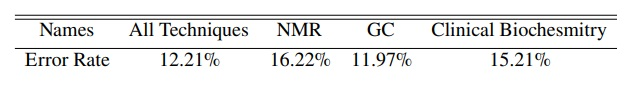 Names All Techniques NMR GC Clinical Biochesmitry
Error Rate 12.21% 16.22% 11.97% 15.21%